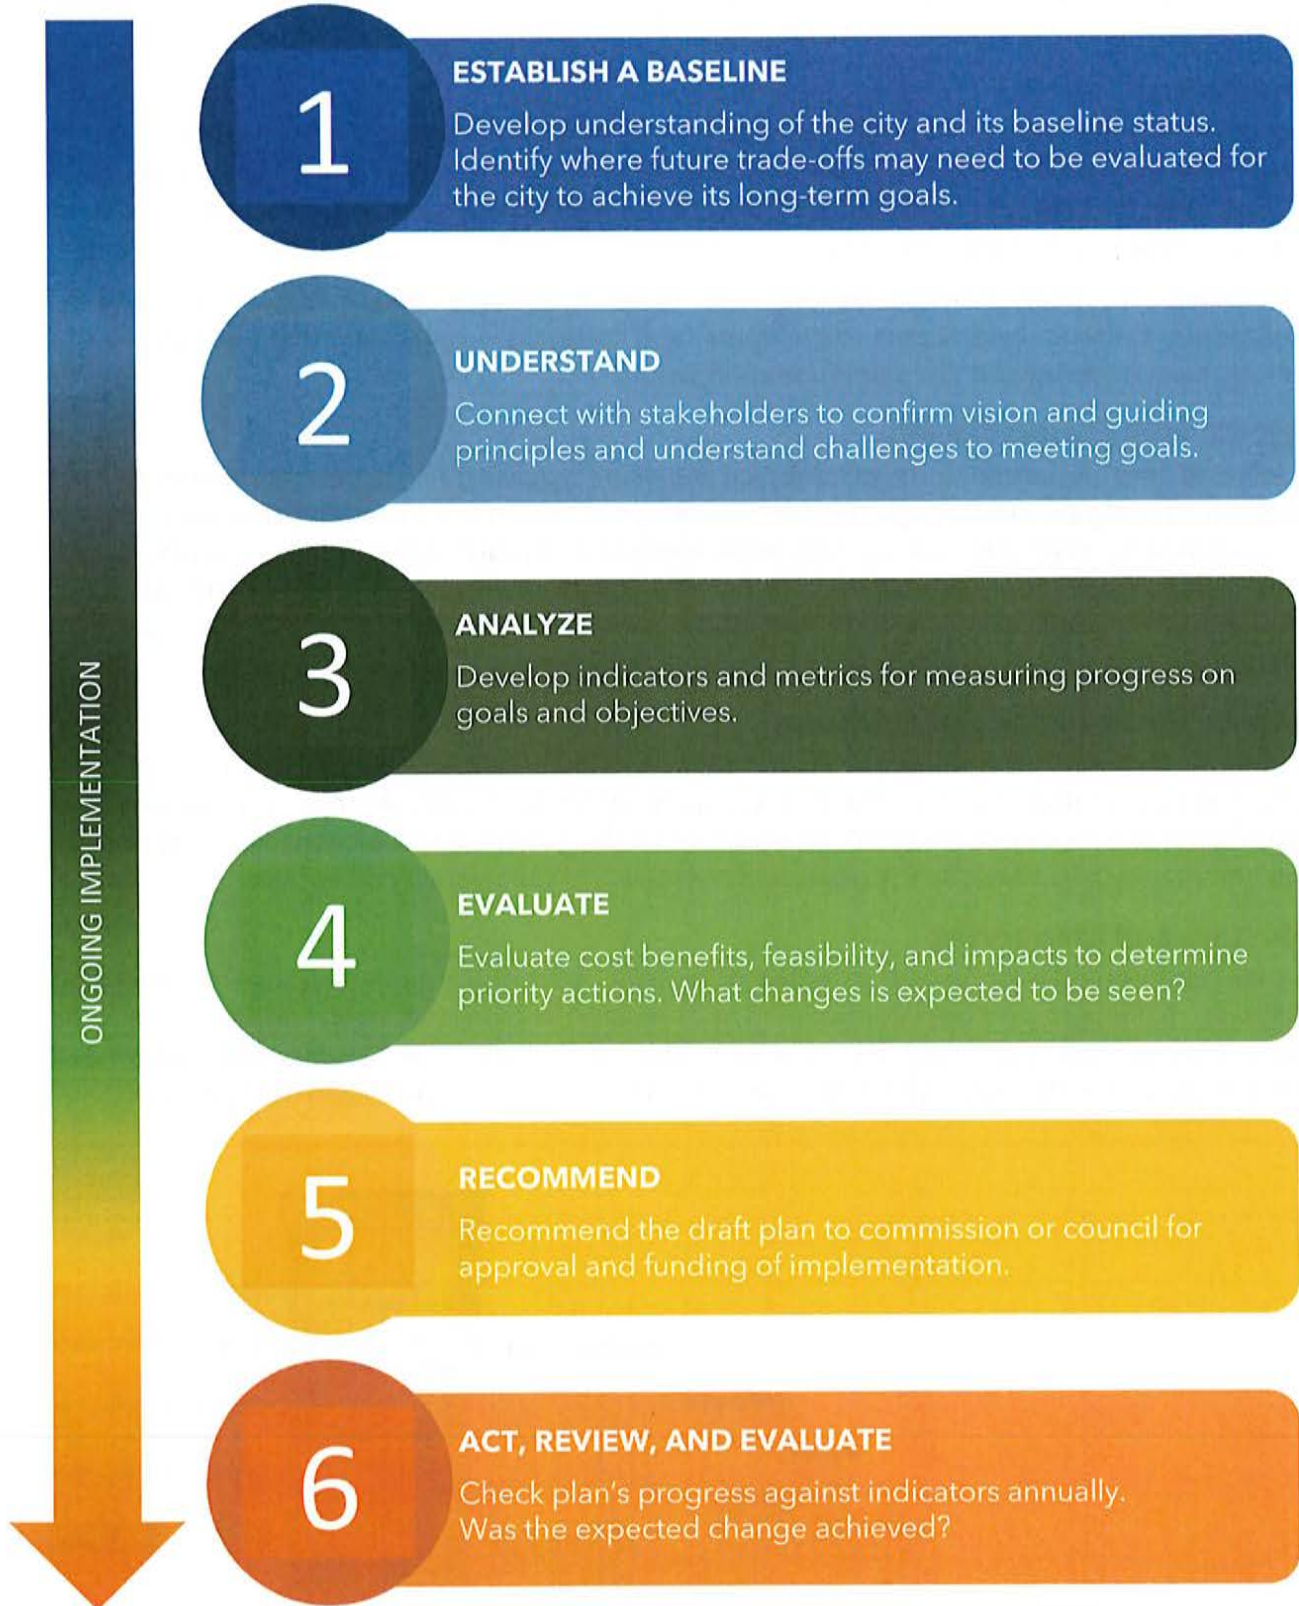 1
ESTABLISH A BASELINE
Develop understanding of the city and its baseline status.
Identify where future trade-offs may need to be evaluated for
the city to achieve its long-term goals.
2
UNDERSTAND
Connect with stakeholders to confirm vision and guiding
principles and understand challenges to meeting goals.
3
ANALYZE
Develop indicators and metrics for measuring progress on
goals and objectives.
ONGOING IMPLEMENTATION
4
EVALUATE
Evaluate cost benefits, feasibility, and impacts to determine
priority actions. What changes is expected to be seen?
5
RECOMMEND
Recommend the draft plan to commission or council for
approval and funding of implementation.
6
ACT, REVIEW, AND EVALUATE
Check plan's progress against indicators annually.
Was the expected change achieved?